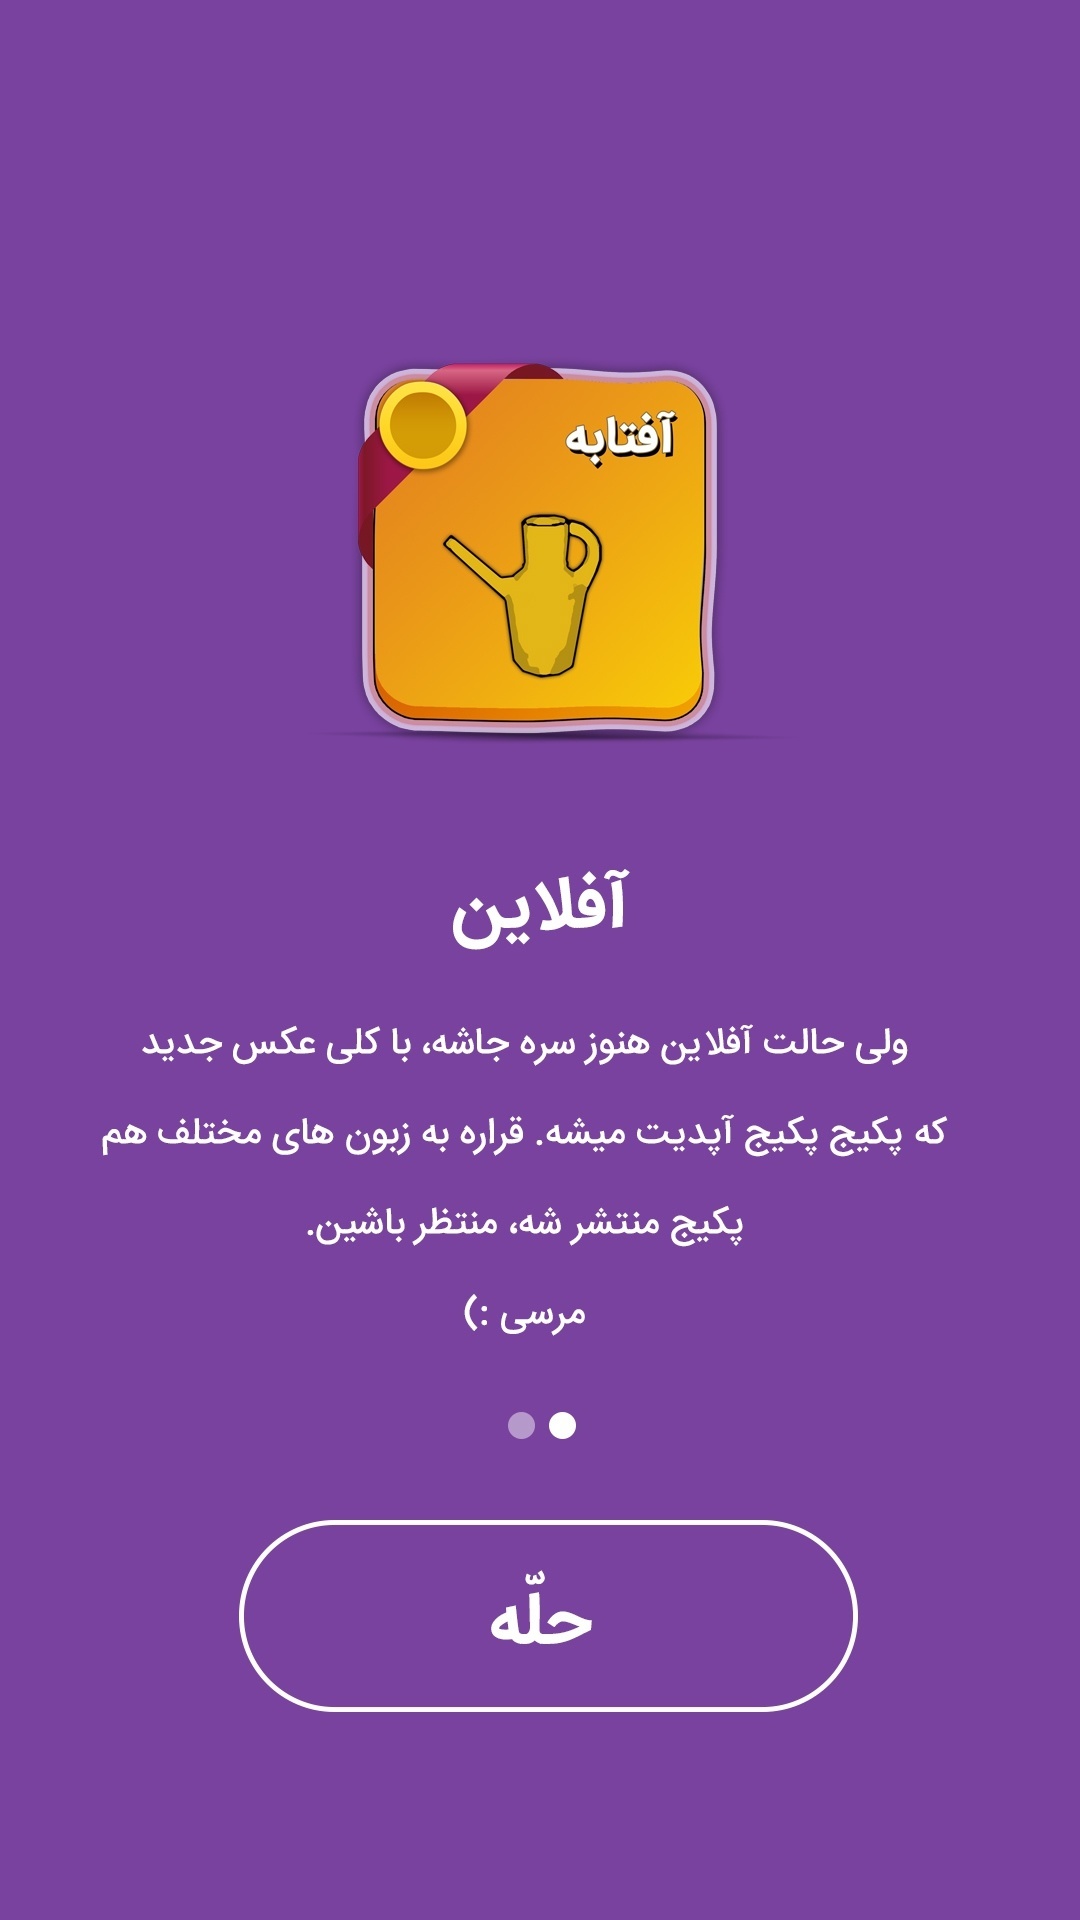 آفتابه
آفلاین
ولی حالت آفلاین هنوز سره جاشه، با کلی عکس جدید
که پکیج پکیج آپدیت میشه. قراره به زبون های مختلف هم
پکیج منتشر شه، منتظر باشین.
مرسی :)
حلّه